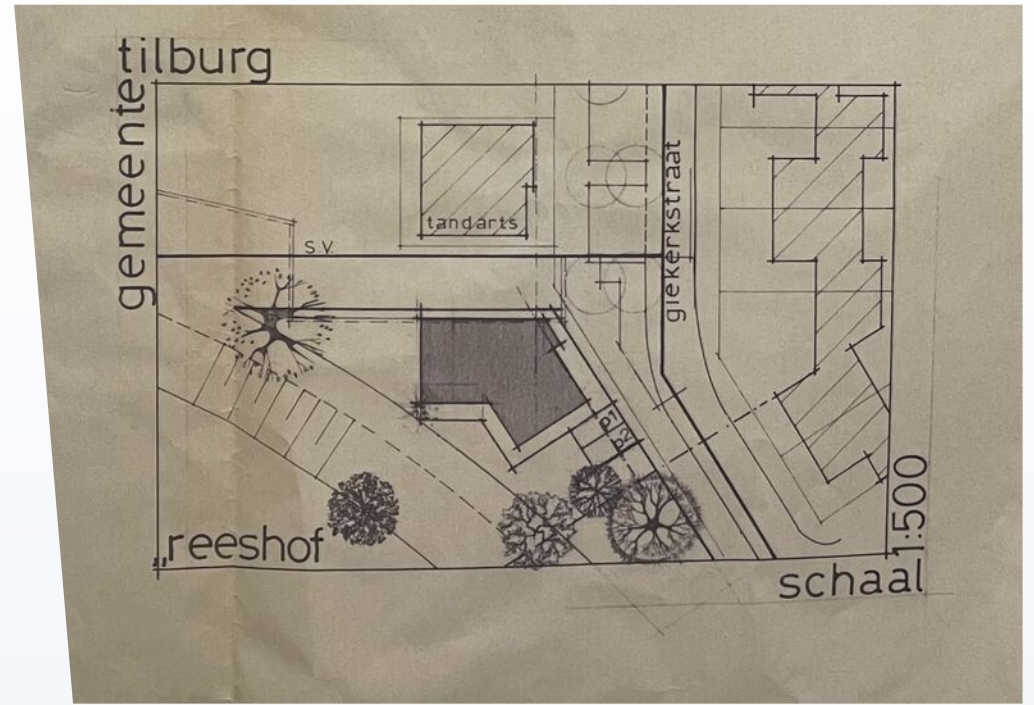 gemeente
tilburg
tandarts
s.v.
giekerkstraat
p1
p2
„reeshof
schaal
1:500